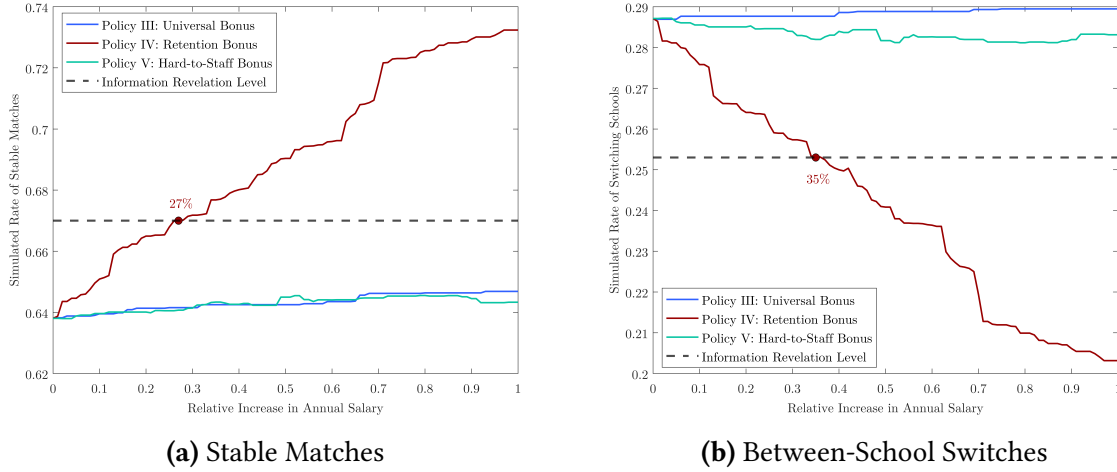 0.74
0.72
0.7
0.68
0.66
0.64
0.62
Simulated Rate of Stable Matches
Policy III: Universal Bonus
Policy IV: Retention Bonus
Policy V: Hard-to-Staff Bonus
Information Revelation Level
27%
0 0.1 0.2 0.3 0.4 0.5 0.6 0.7 0.8 0.9 1
Relative Increase in Annual Salary
(a) Stable Matches
0.29
0.28
0.27
0.26
0.25
0.24
0.23
0.22
0.21
0.2
Simulated Rate of Switching Schools
35%
Policy III: Universal Bonus
Policy IV: Retention Bonus
Policy V: Hard-to-Staff Bonus
Information Revelation Level
0 0.1 0.2 0.3 0.4 0.5 0.6 0.7 0.8 0.9 1
Relative Increase in Annual Salary
(b) Between-School Switches